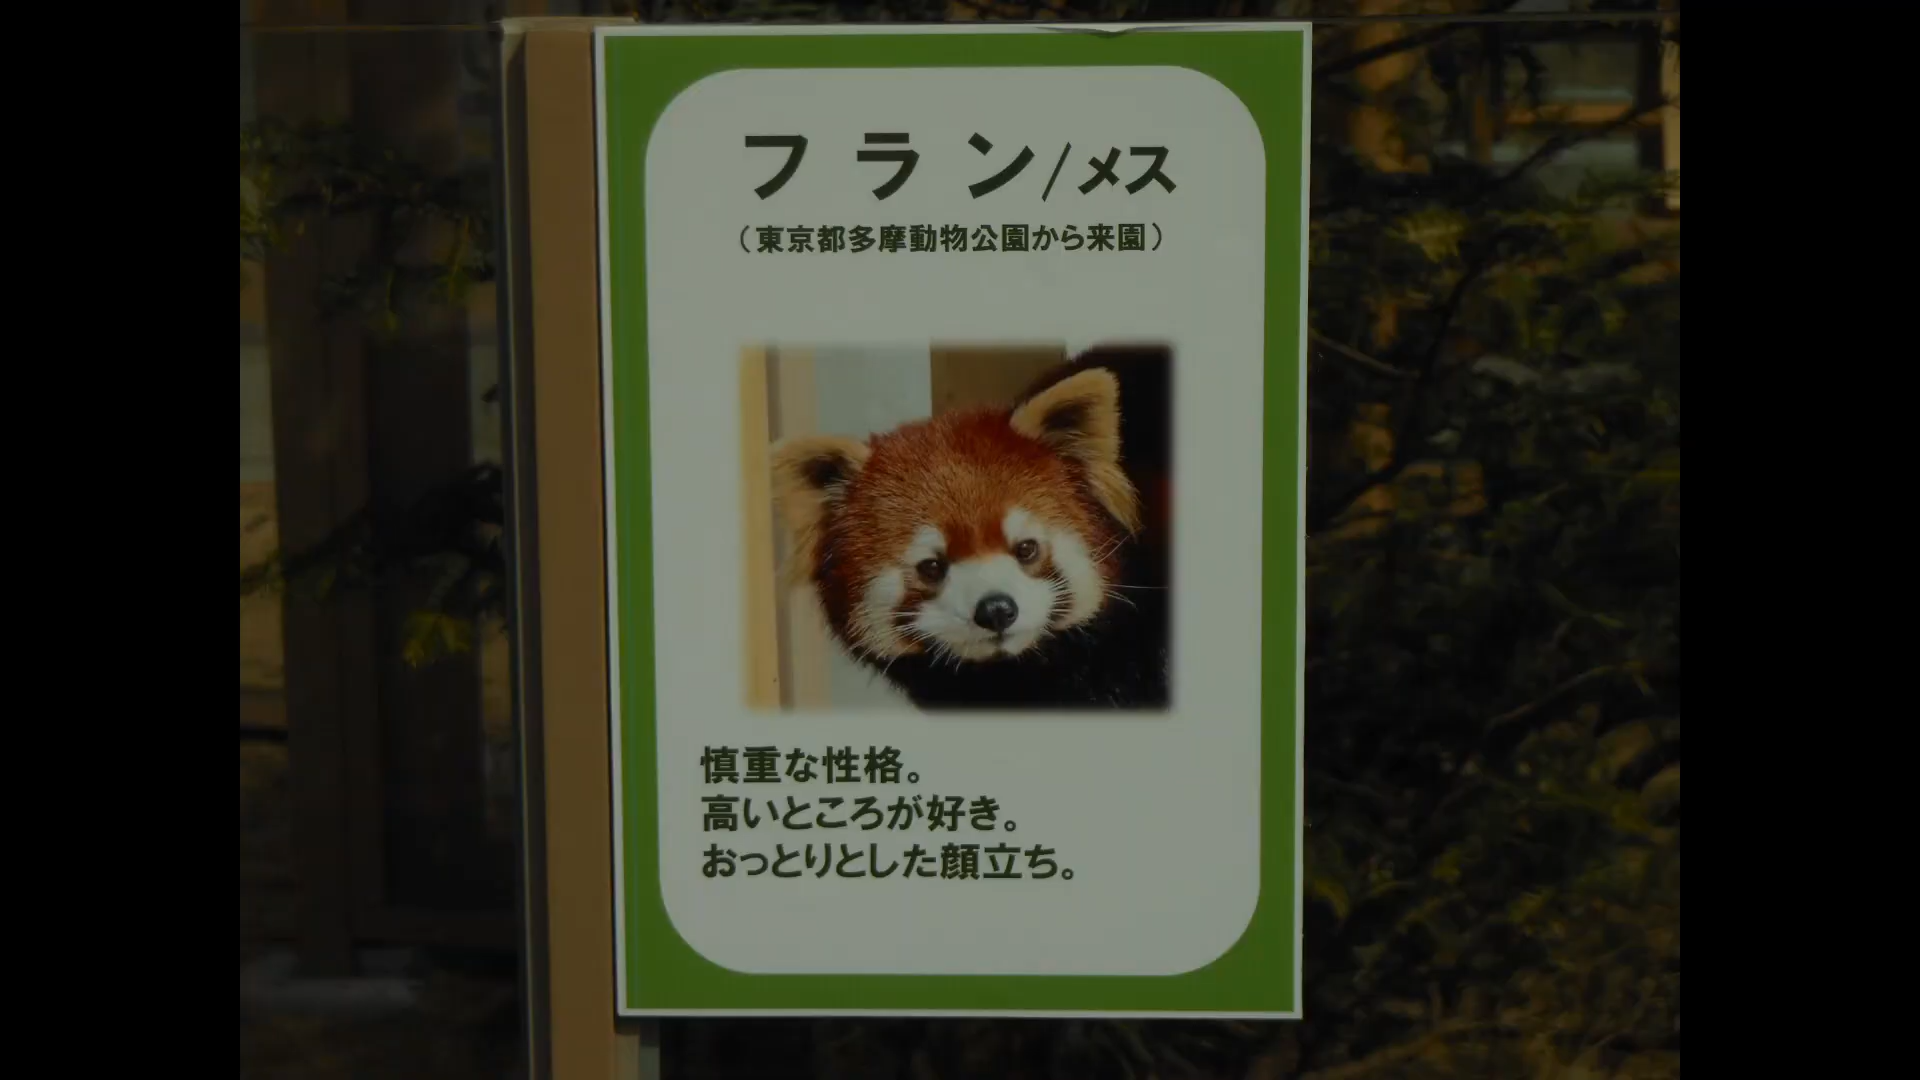 フラン/メス
（東京都多摩動物公園から来園）
慎重な性格。
高いところが好き。
おっとりとした顔立ち。